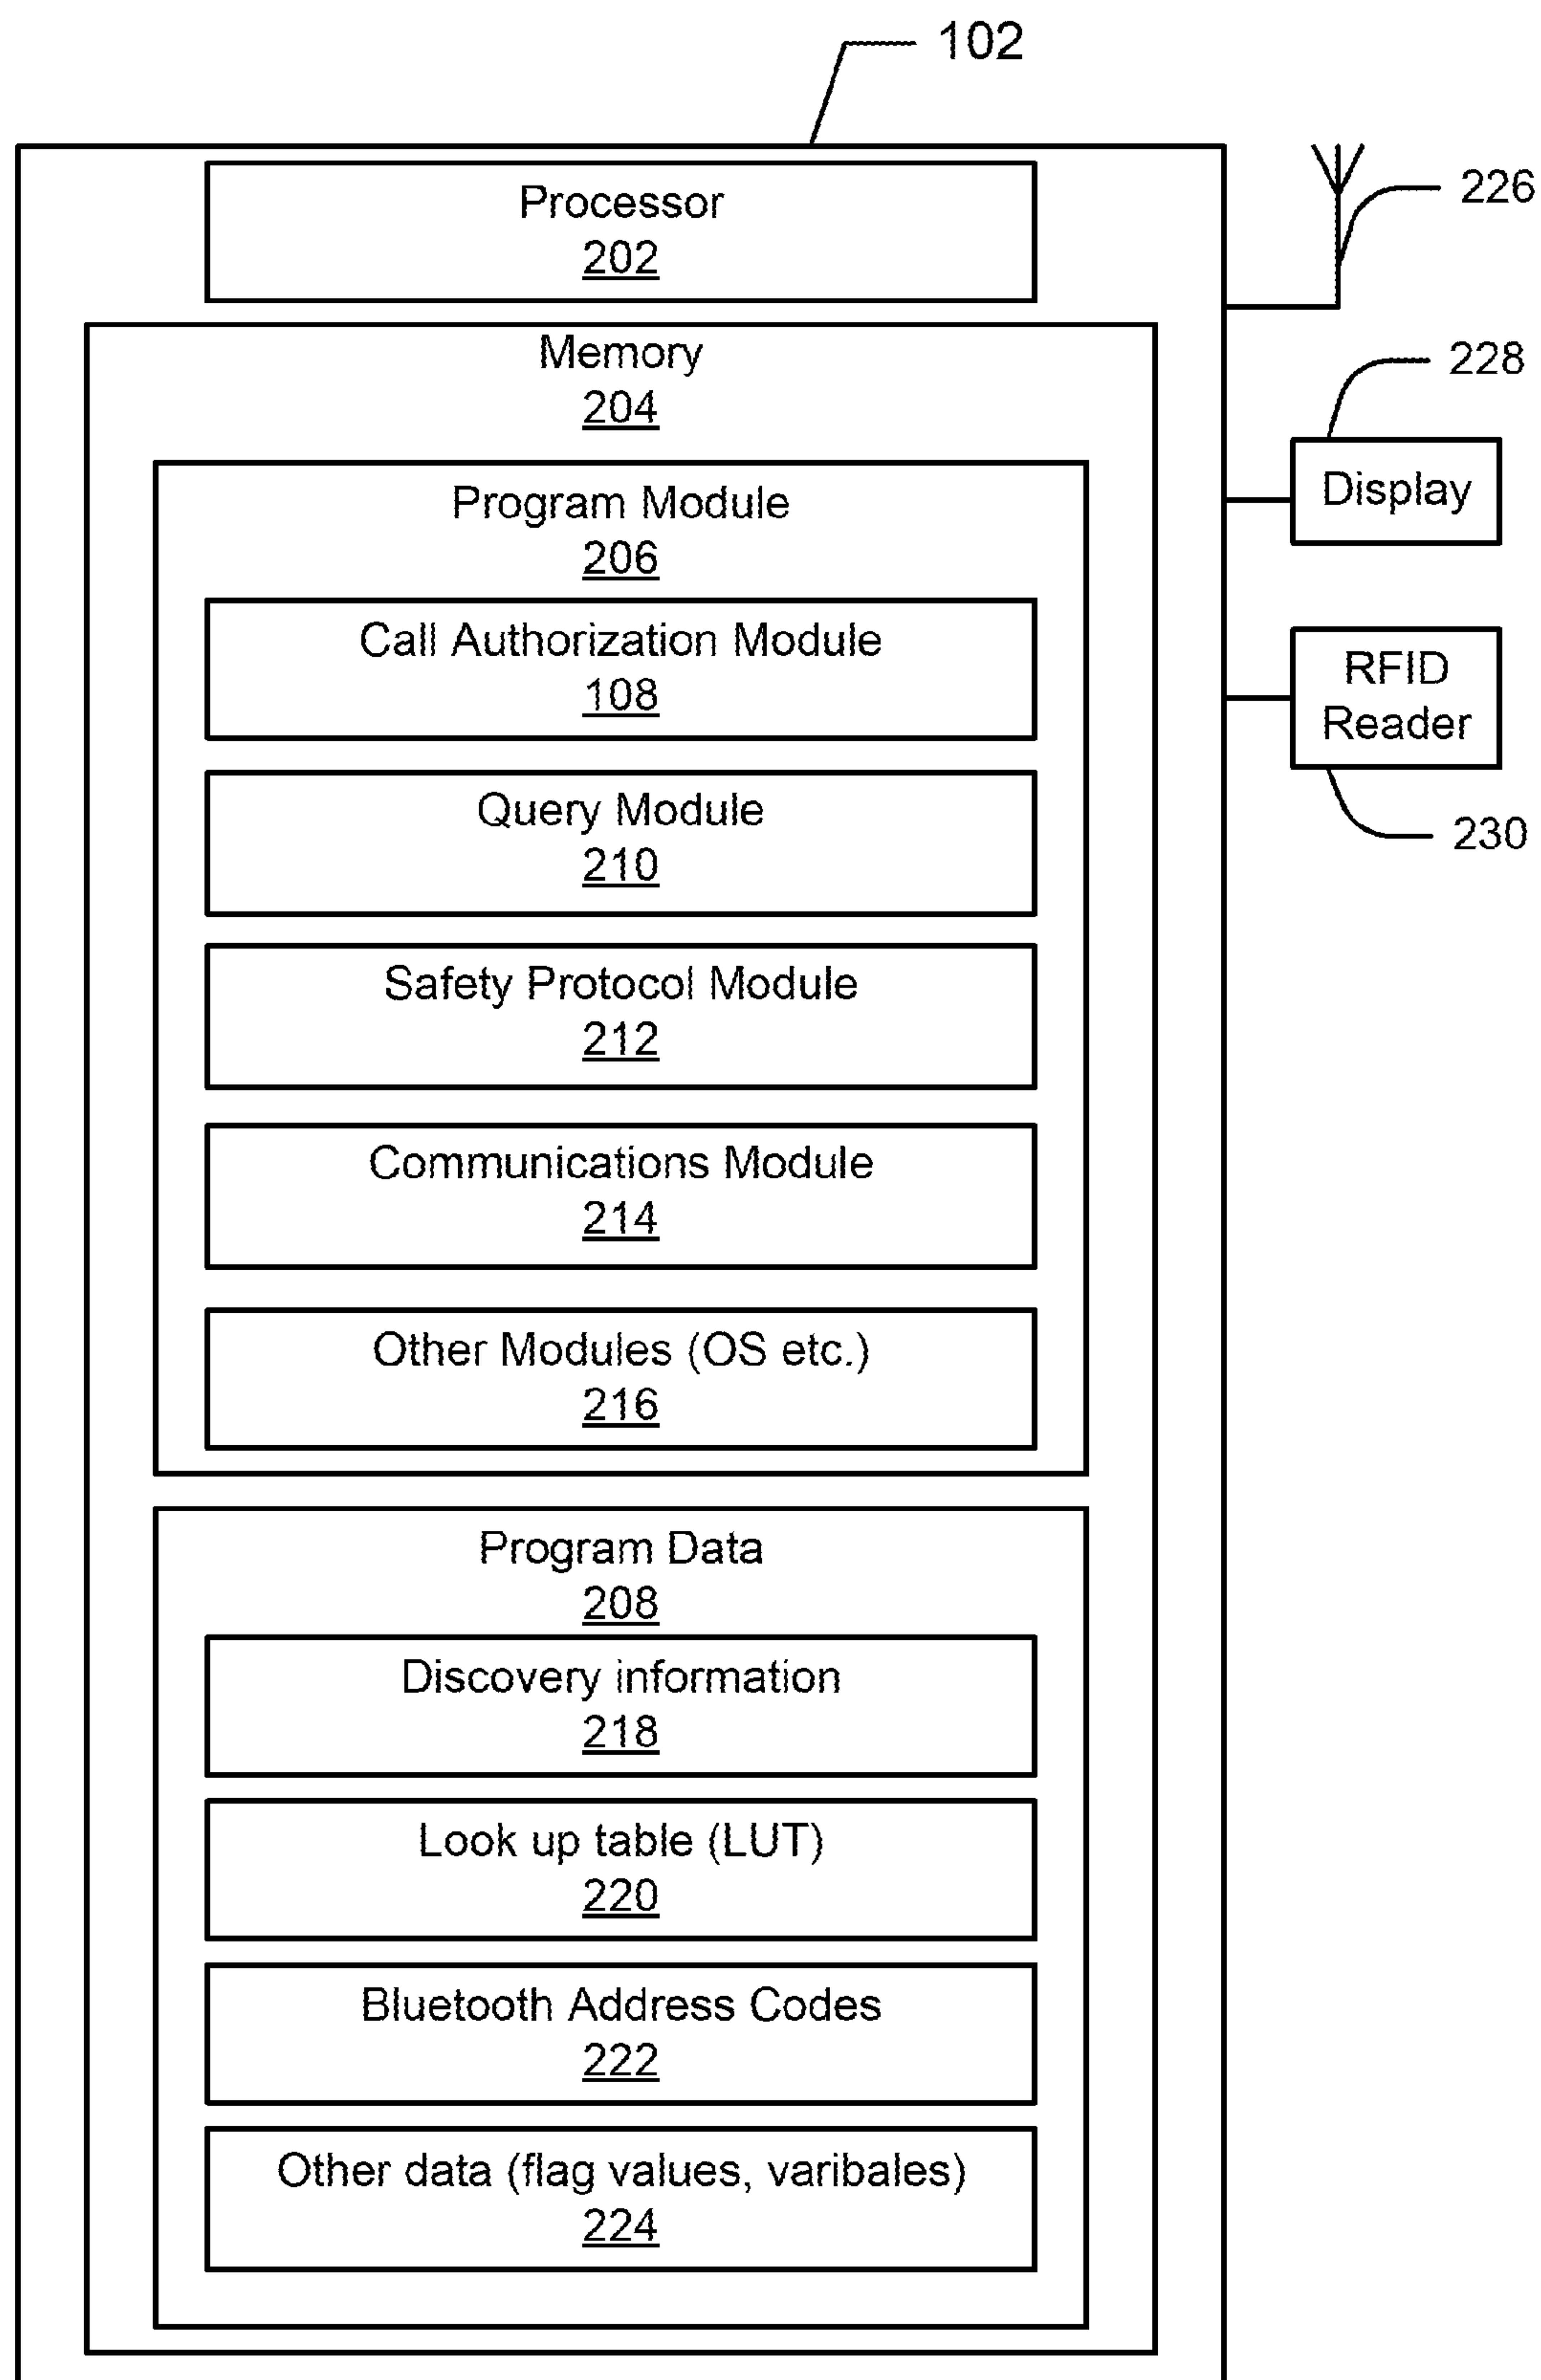 102
Processor
202
226
Memory
204
228
Display
Program Module
206
Call Authorization Module
108
RFID
Reader
230
Query Module
210
Safety Protocol Module
212
Communications Module
214
Other Modules (OS etc.)
216
Program Data
208
Discovery information
218
Look up table (LUT)
220
Bluetooth Address Codes
222
Other data (flag values, varibales)
224